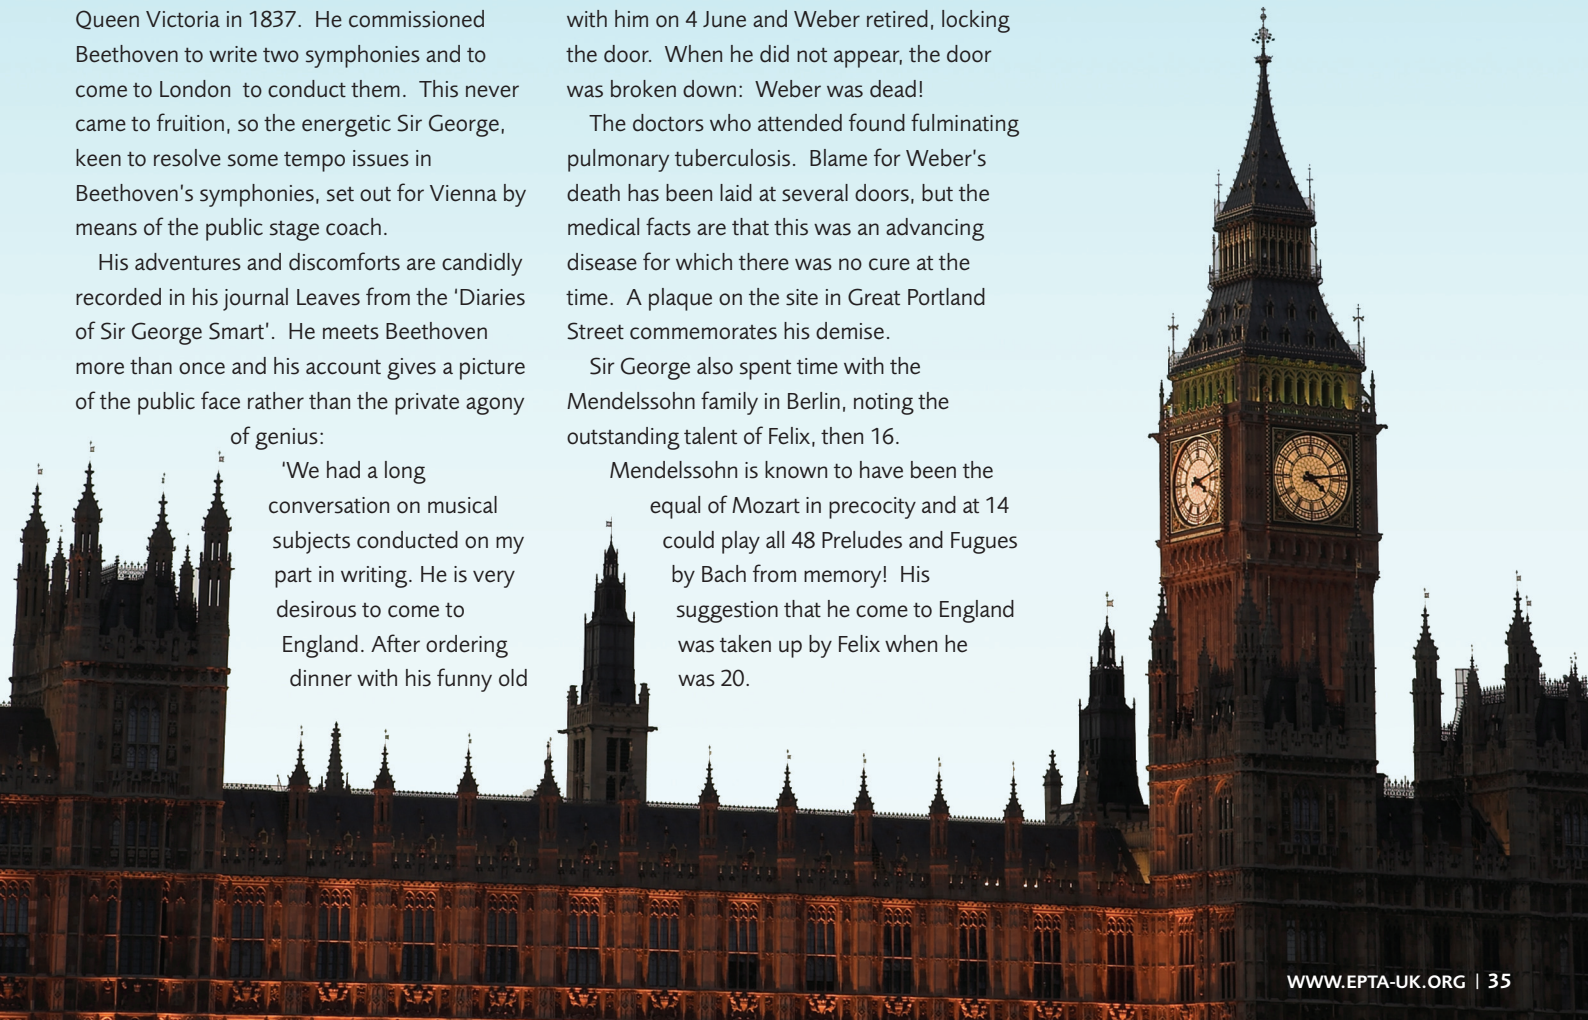 Queen Victoria in 1837.  He commissioned
Beethoven to write two symphonies and to
come to London  to conduct them.  This never
came to fruition, so the energetic Sir George,
keen to resolve some tempo issues in
Beethoven's symphonies, set out for Vienna by
means of the public stage coach.
His adventures and discomforts are candidly
recorded in his journal Leaves from the 'Diaries
of Sir George Smart'.  He meets Beethoven
more than once and his account gives a picture
of the public face rather than the private agony
of genius:
'We had a long
conversation on musical
subjects conducted on my
part in writing. He is very
desirous to come to
England. After ordering
dinner with his funny old
with him on 4 June and Weber retired, locking
the door.  When he did not appear, the door
was broken down:  Weber was dead!
The doctors who attended found fulminating
pulmonary tuberculosis.  Blame for Weber's
death has been laid at several doors, but the
medical facts are that this was an advancing
disease for which there was no cure at the
time.  A plaque on the site in Great Portland
Street commemorates his demise.
Sir George also spent time with the
Mendelssohn family in Berlin, noting the
outstanding talent of Felix, then 16.
Mendelssohn is known to have been the
equal of Mozart in precocity and at 14
could play all 48 Preludes and Fugues
by Bach from memory!  His
suggestion that he come to England
was taken up by Felix when he
was 20.
WWW.EPTA-UK.ORG | 35